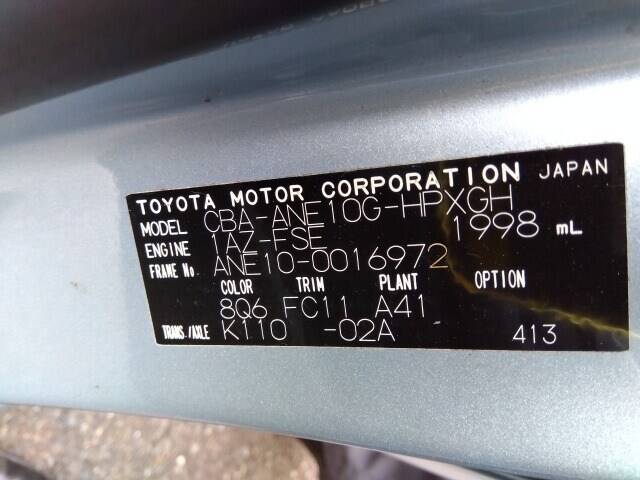 TOYOTA MOTOR CORPORATION JAPAN
MODEL CBA-ANE10G-HPXGH
ENGINE 1AZ-FSE 1998 mL
FRAME No. ANE10-0016972
COLOR TRIM PLANT OPTION
8Q6 FC11 A41
TRANS./AXLE K110 -02A 413